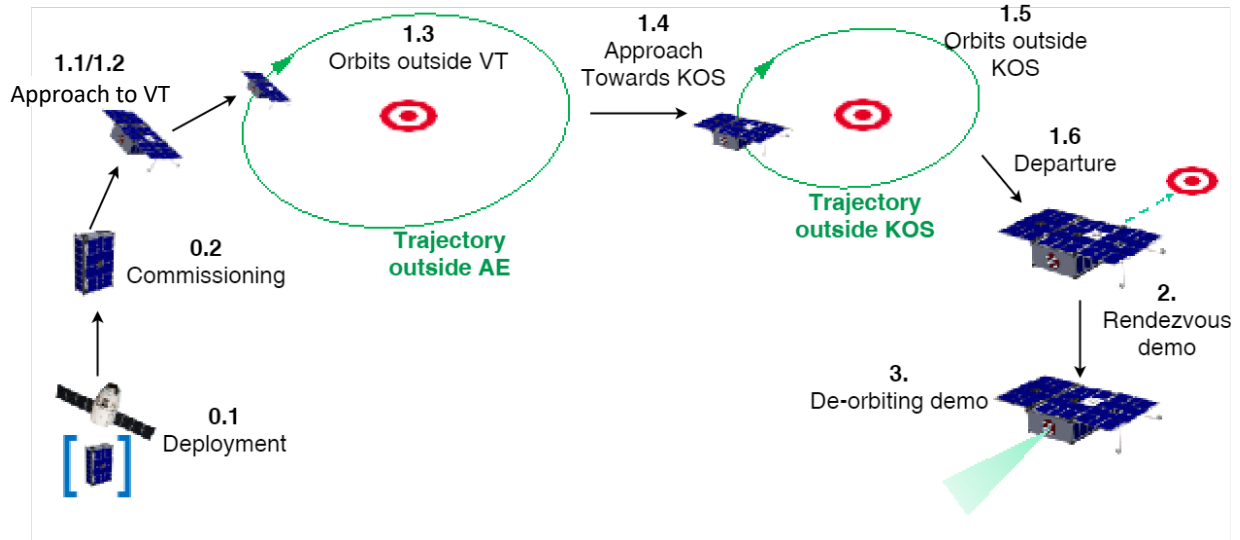 0.1
Deployment
0.2
Commissioning
1.1/1.2
Approach to VT
1.3
Orbits outside VT
Trajectory
outside AE
1.4
Approach
Towards KOS
1.5
Orbits outside
KOS
Trajectory
outside KOS
1.6
Departure
2.
Rendezvous
demo
3.
De-orbiting demo